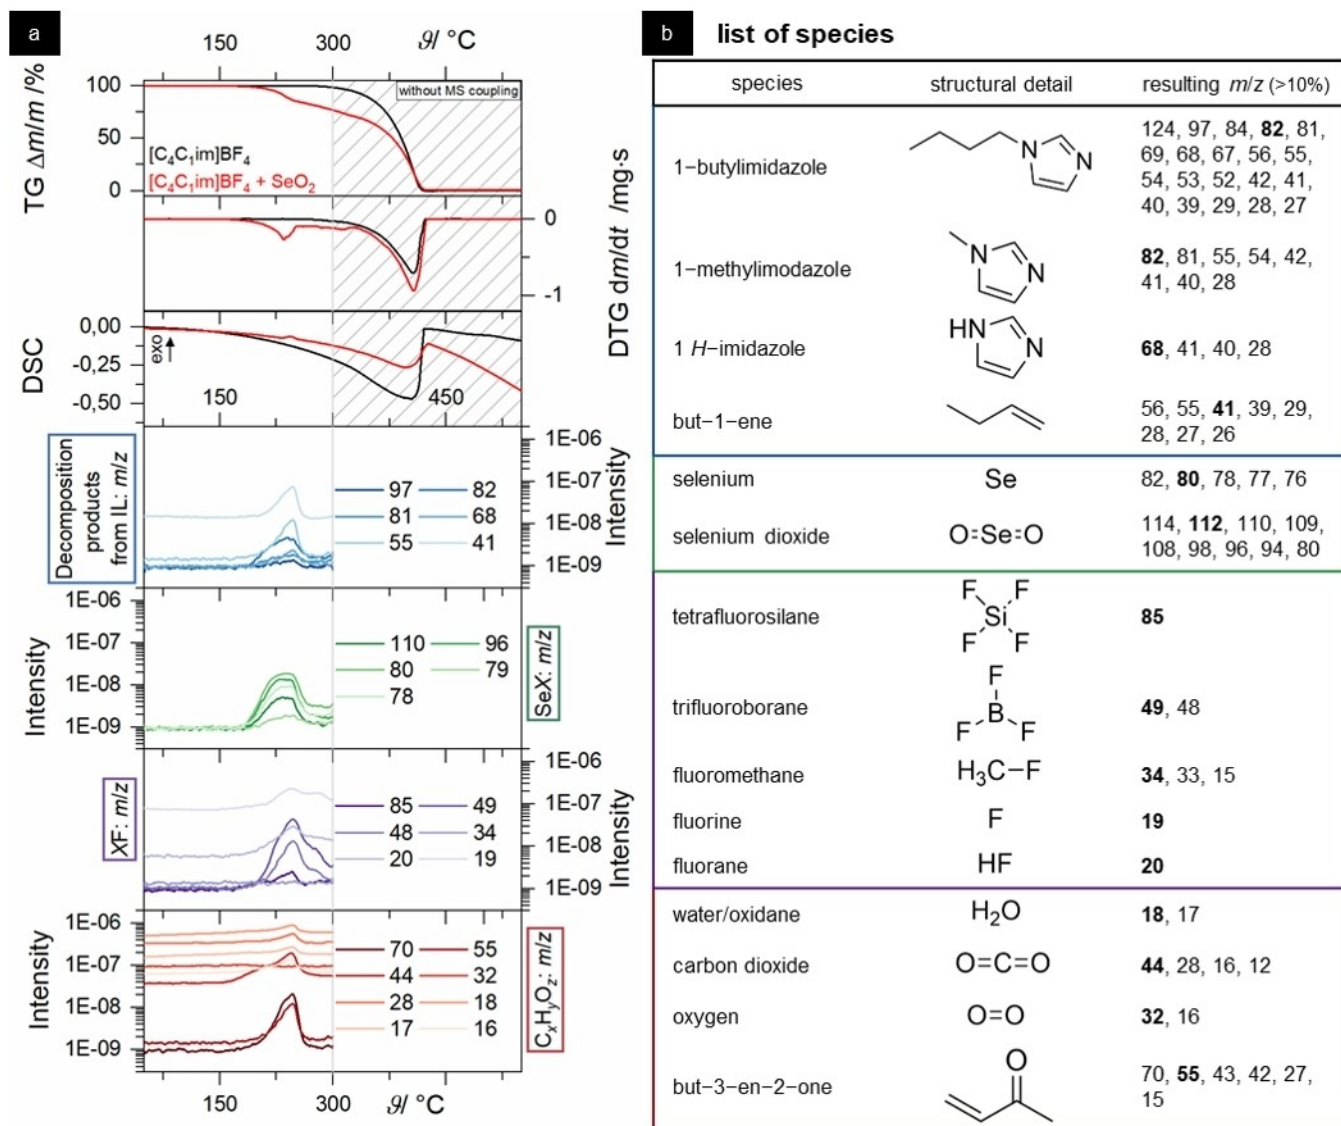 a
150 300 𝜗/ °C
TG Δm/m /%
100
50
0
without MS coupling
[C₄C₁im]BF₄
[C₄C₁im]BF₄ + SeO₂
DTG dm/dt /mg·s
0
-1
DSC
0,00
-0,25
-0,50
exo
150 450
Decomposition
products
from IL: m/z
97 82
81 68
55 41
1E-06
1E-07
1E-08
1E-09
Intensity
Intensity
1E-06
1E-07
1E-08
1E-09
110 96
80 79
78
SeX: m/z
XF: m/z
85 49
48 34
20 19
1E-06
1E-07
1E-08
1E-09
Intensity
Intensity
1E-06
1E-07
1E-08
1E-09
70 55
44 32
28 18
17 16
CₓHᵧO_z: m/z
150 300 𝜗/ °C
b list of species
species structural detail resulting m/z (>10%)
1−butylimidazole
N N
124, 97, 84, 82, 81,
69, 68, 67, 56, 55,
54, 53, 52, 42, 41,
40, 39, 29, 28, 27
1−methylimodazole
N N
82, 81, 55, 54, 42,
41, 40, 28
1 H−imidazole
HN N
68, 41, 40, 28
but−1−ene
56, 55, 41, 39, 29,
28, 27, 26
selenium Se 82, 80, 78, 77, 76
selenium dioxide O=Se=O
114, 112, 110, 109,
108, 98, 96, 94, 80
tetrafluorosilane
F F
Si
F F
85
trifluoroborane
F
B
F F
49, 48
fluoromethane H₃C−F 34, 33, 15
fluorine F 19
fluorane HF 20
water/oxidane H₂O 18, 17
carbon dioxide O=C=O 44, 28, 16, 12
oxygen O=O 32, 16
but−3−en−2−one
O
70, 55, 43, 42, 27,
15